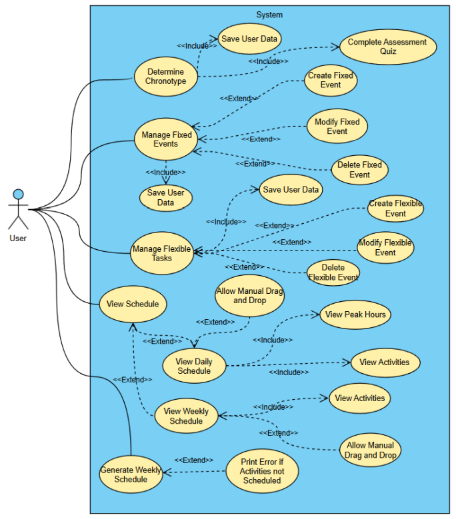 System
Save User Data
<<Include>>
Complete Assessment
Quiz
<<Include>>
Determine
Chronotype
Create Fixed
Event
<<Extend>>
Modify Fixed
Event
Manage Fixed
Events
<<Extend>>
<<Extend>>
Delete Fixed
Event
<<Include>>
Save User
Data
Save User Data
Create Flexible
Event
<<Include>>
User
<<Extend>>
Manage Flexible
Tasks
<<Extend>>
Modify Flexible
Event
<<Extend>>
Delete
Flexible Event
Allow Manual Drag
and Drop
View Schedule
View Peak Hours
<<Extend>>
<<Extend>>
<<Include>>
View Daily
Schedule
View Activities
<<Include>>
<<Extend>>
View Activities
<<Include>>
View Weekly
Schedule
<<Extend>>
Allow Manual
Drag and Drop
Generate Weekly
Schedule
<<Extend>>
Print Error If
Activities not
Scheduled